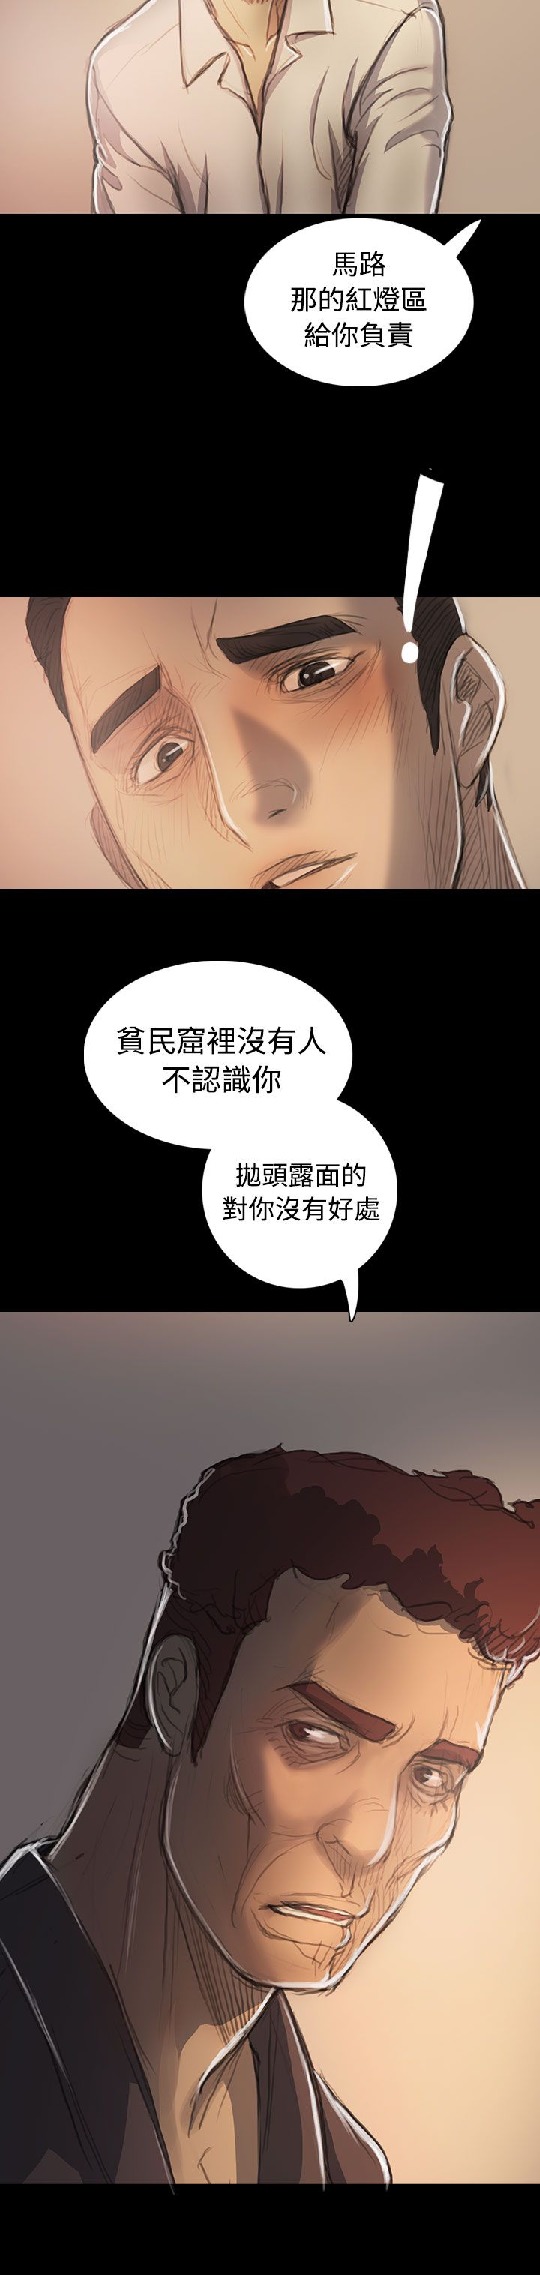 馬路
那的紅燈區
給你負責
貧民窟裡沒有人
不認識你
拋頭露面的
對你沒有好處